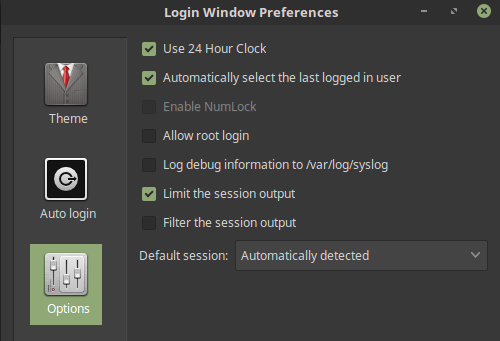 Login Window Preferences
Theme
Auto login
Options
Use 24 Hour Clock
Automatically select the last logged in user
Enable NumLock
Allow root login
Log debug information to /var/log/syslog
Limit the session output
Filter the session output
Default session: Automatically detected